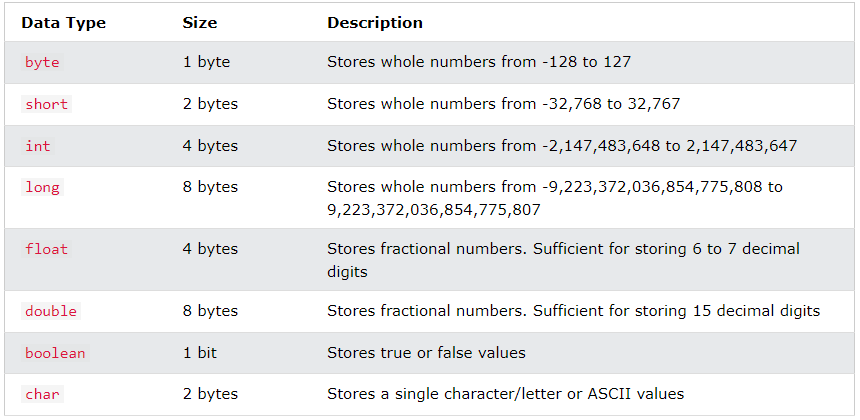 Data Type Size Description
byte 1 byte Stores whole numbers from -128 to 127
short 2 bytes Stores whole numbers from -32,768 to 32,767
int 4 bytes Stores whole numbers from -2,147,483,648 to 2,147,483,647
long 8 bytes Stores whole numbers from -9,223,372,036,854,775,808 to
9,223,372,036,854,775,807
float 4 bytes Stores fractional numbers. Sufficient for storing 6 to 7 decimal
digits
double 8 bytes Stores fractional numbers. Sufficient for storing 15 decimal digits
boolean 1 bit Stores true or false values
char 2 bytes Stores a single character/letter or ASCII values